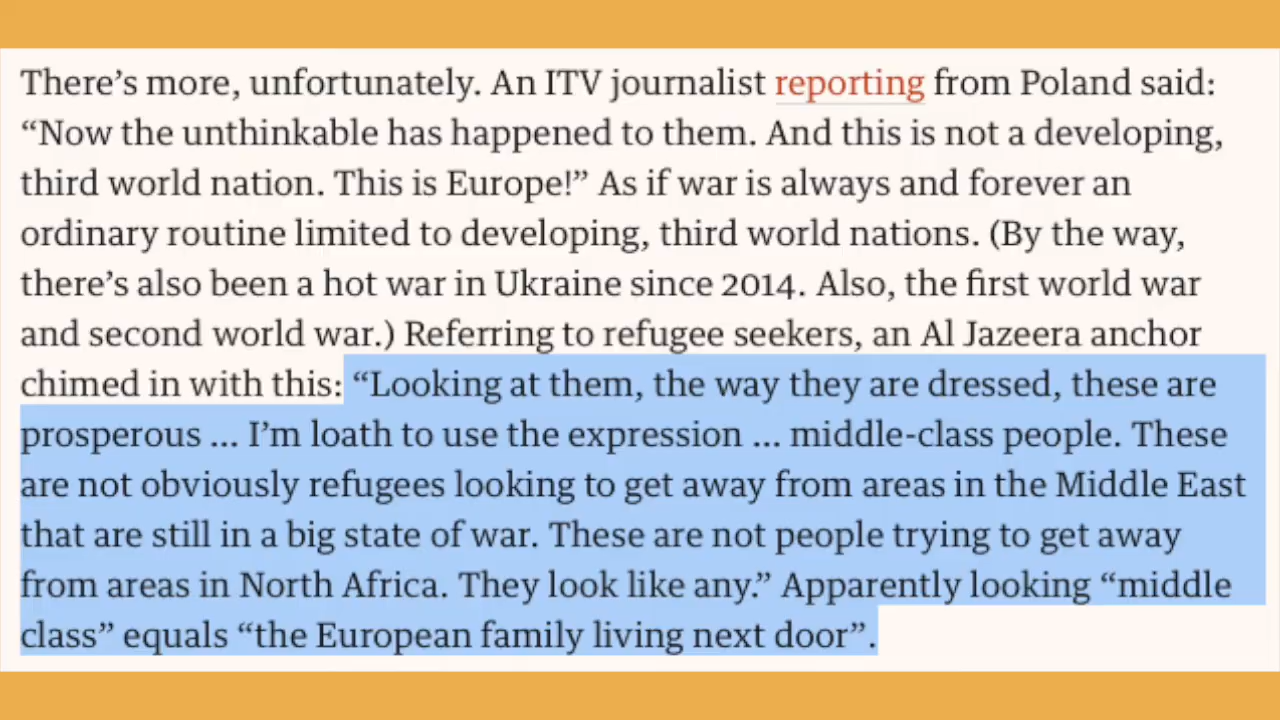 There’s more, unfortunately. An ITV journalist reporting from Poland said:
“Now the unthinkable has happened to them. And this is not a developing,
third world nation. This is Europe!” As if war is always and forever an
ordinary routine limited to developing, third world nations. (By the way,
there’s also been a hot war in Ukraine since 2014. Also, the first world war
and second world war.) Referring to refugee seekers, an Al Jazeera anchor
chimed in with this: “Looking at them, the way they are dressed, these are
prosperous … I’m loath to use the expression … middle-class people. These
are not obviously refugees looking to get away from areas in the Middle East
that are still in a big state of war. These are not people trying to get away
from areas in North Africa. They look like any.” Apparently looking “middle
class” equals “the European family living next door”.